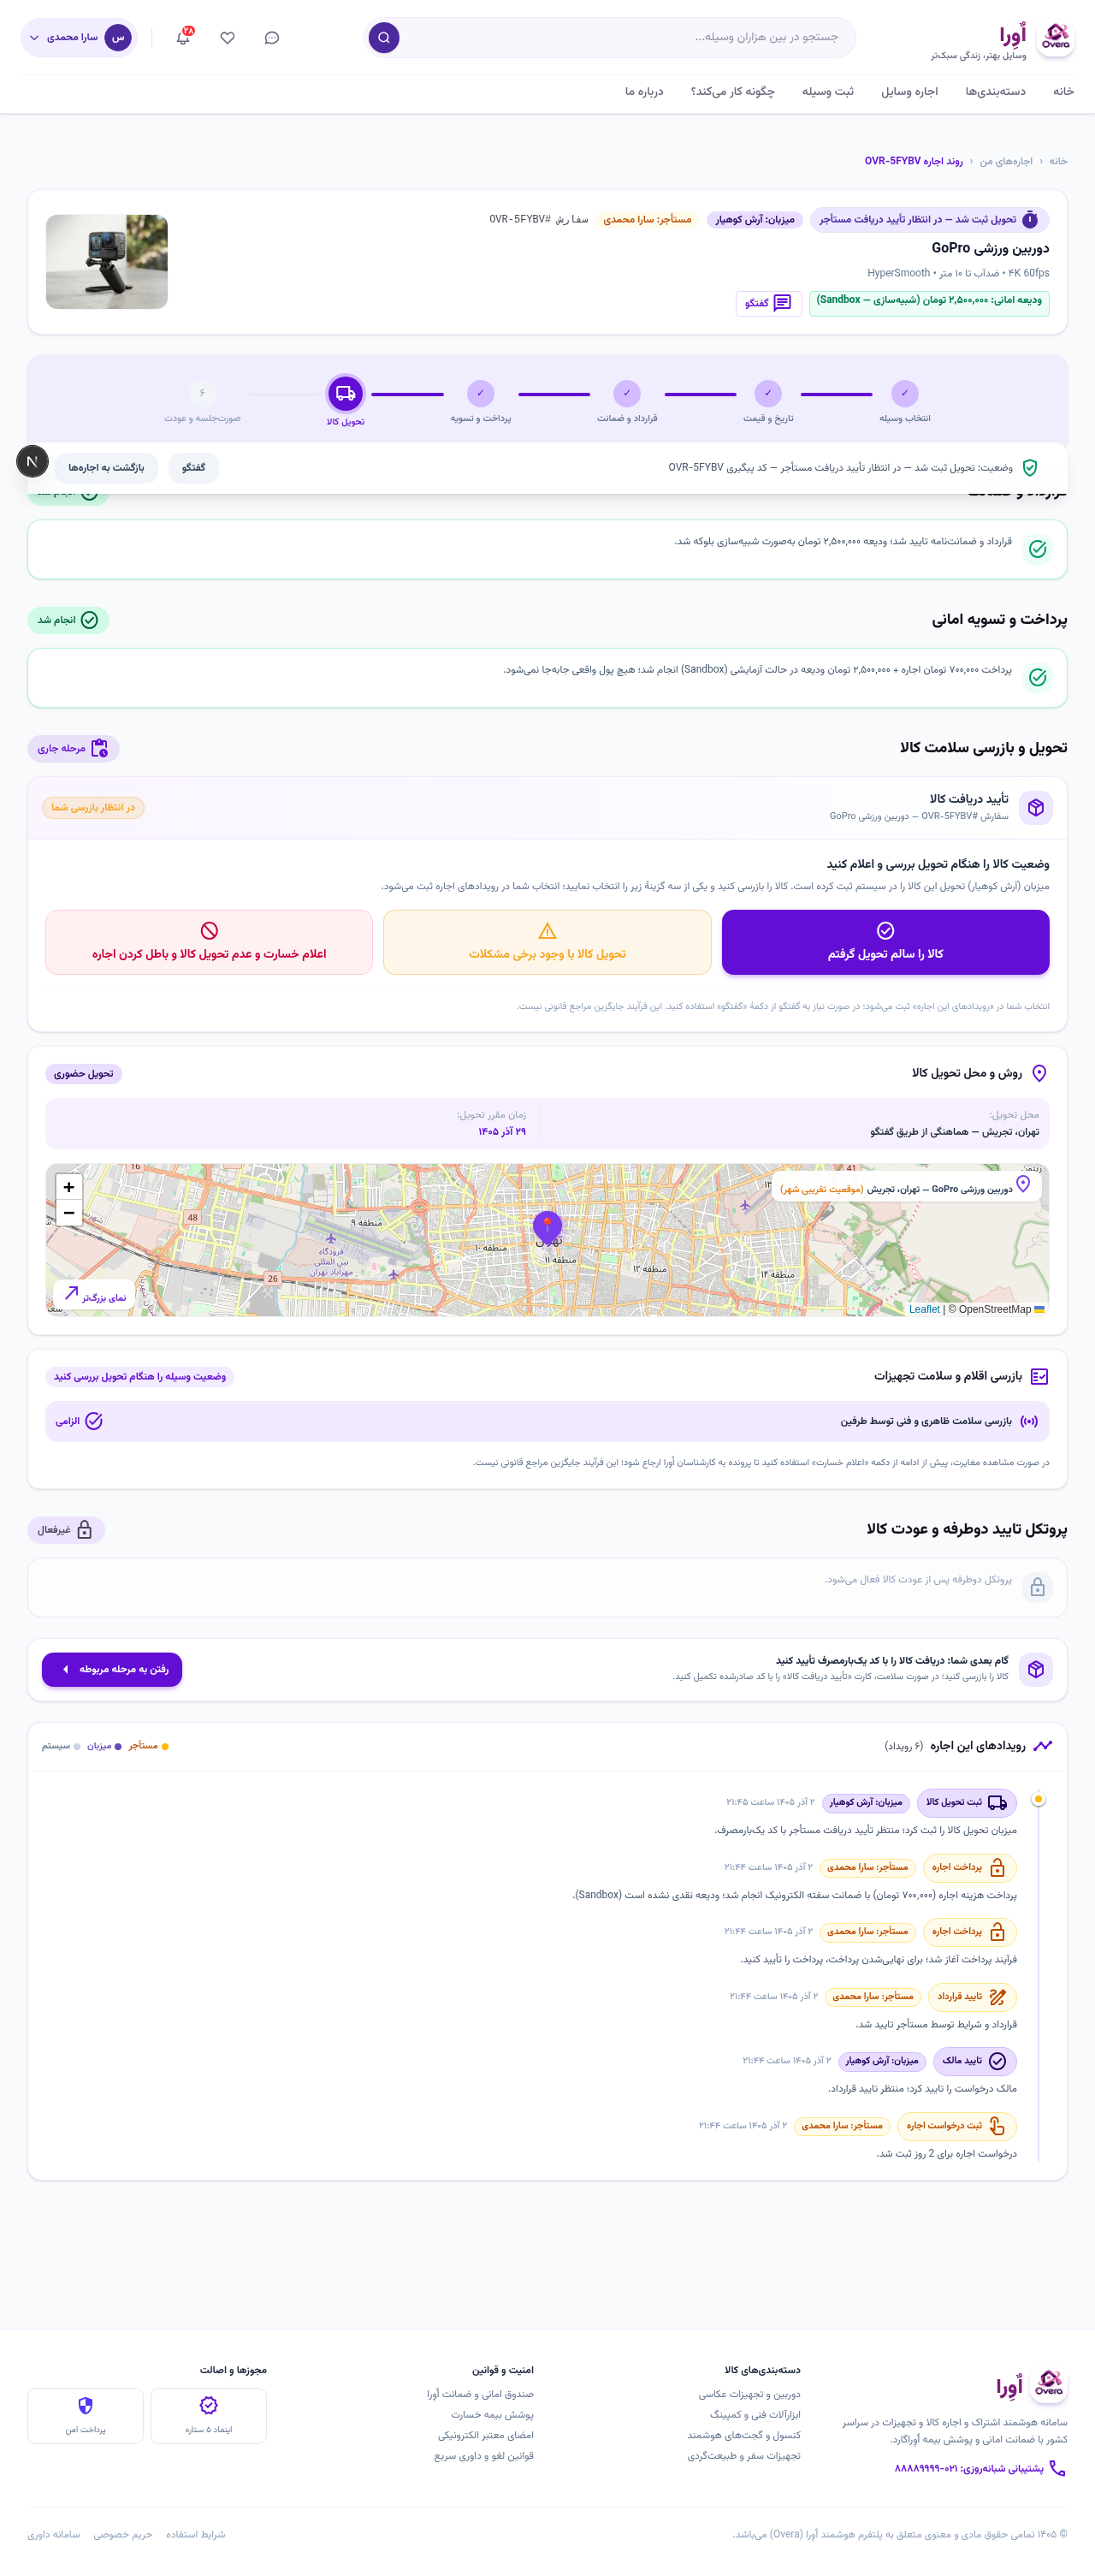 اُوِرا
وسایل بهتر، زندگی سبک‌تر
Overa
جستجو در بین هزاران وسیله...
۲۸
س
سارا محمدی
خانه
دسته‌بندی‌ها
اجاره وسایل
ثبت وسیله
چگونه کار می‌کند؟
درباره ما
خانه › اجاره‌های من › روند اجاره OVR-5FYBV
تحویل ثبت شد — در انتظار تأیید دریافت مستأجر
میزبان: آرش کوهیار
مستأجر: سارا محمدی
سفارش #OVR-5FYBV
دوربین ورزشی GoPro
۴K 60fps • ضدآب تا ۱۰ متر • HyperSmooth
ودیعه امانی: ۲,۵۰۰,۰۰۰ تومان (شبیه‌سازی — Sandbox)
گفتگو
✓ انتخاب وسیله
✓ تاریخ و قیمت
✓ قرارداد و ضمانت
✓ پرداخت و تسویه
تحویل کالا
۶ صورت‌جلسه و عودت
وضعیت: تحویل ثبت شد — در انتظار تأیید دریافت مستأجر — کد پیگیری OVR-5FYBV
گفتگو
بازگشت به اجاره‌ها
N
قرارداد و ضمانت‌نامه تایید شد؛ ودیعه ۲,۵۰۰,۰۰۰ تومان به‌صورت شبیه‌سازی بلوکه شد.
پرداخت و تسویه امانی
انجام شد
پرداخت ۷۰۰,۰۰۰ تومان اجاره + ۲,۵۰۰,۰۰۰ تومان ودیعه در حالت آزمایشی (Sandbox) انجام شد؛ هیچ پول واقعی جابه‌جا نمی‌شود.
تحویل و بازرسی سلامت کالا
مرحله جاری
تأیید دریافت کالا
سفارش #OVR-5FYBV — دوربین ورزشی GoPro
در انتظار بازرسی شما
وضعیت کالا را هنگام تحویل بررسی و اعلام کنید
میزبان (آرش کوهیار) تحویل این کالا را در سیستم ثبت کرده است. کالا را بازرسی کنید و یکی از سه گزینهٔ زیر را انتخاب نمایید؛ انتخاب شما در رویدادهای اجاره ثبت می‌شود.
کالا را سالم تحویل گرفتم
تحویل کالا با وجود برخی مشکلات
اعلام خسارت و عدم تحویل کالا و باطل کردن اجاره
انتخاب شما در «رویدادهای این اجاره» ثبت می‌شود؛ در صورت نیاز به گفتگو از دکمهٔ «گفتگو» استفاده کنید. این فرآیند جایگزین مراجع قانونی نیست.
روش و محل تحویل کالا
تحویل حضوری
محل تحویل:
تهران، تجریش — هماهنگی از طریق گفتگو
زمان مقرر تحویل:
۲۹ آذر ۱۴۰۵
دوربین ورزشی GoPro — تهران، تجریش (موقعیت تقریبی شهر)
+
−
41
48
26
منطقه ۹
منطقه ۱۰
منطقه ۱۱
منطقه ۱۲
منطقه ۱۴
تهران
فرودگاه
بین المللی
مهرآباد تهران
نمای بزرگ‌تر
Leaflet | © OpenStreetMap
بازرسی اقلام و سلامت تجهیزات
وضعیت وسیله را هنگام تحویل بررسی کنید
بازرسی سلامت ظاهری و فنی توسط طرفین
الزامی
در صورت مشاهده مغایرت، پیش از ادامه از دکمه «اعلام خسارت» استفاده کنید تا پرونده به کارشناسان اُورا ارجاع شود؛ این فرآیند جایگزین مراجع قانونی نیست.
پروتکل تایید دوطرفه و عودت کالا
غیرفعال
پروتکل دوطرفه پس از عودت کالا فعال می‌شود.
گام بعدی شما: دریافت کالا را با کد یک‌بارمصرف تأیید کنید
کالا را بازرسی کنید؛ در صورت سلامت، کارت «تأیید دریافت کالا» را با کد صادرشده تکمیل کنید.
رفتن به مرحله مربوطه
رویدادهای این اجاره (۶ رویداد)
مستأجر
میزبان
سیستم
ثبت تحویل کالا
میزبان: آرش کوهیار
۲ آذر ۱۴۰۵ ساعت ۲۱:۴۵
میزبان تحویل کالا را ثبت کرد؛ منتظر تأیید دریافت مستأجر با کد یک‌بارمصرف.
پرداخت اجاره
مستأجر: سارا محمدی
۲ آذر ۱۴۰۵ ساعت ۲۱:۴۴
پرداخت هزینه اجاره (۷۰۰,۰۰۰ تومان) با ضمانت سفته الکترونیک انجام شد؛ ودیعه نقدی نشده است (Sandbox).
پرداخت اجاره
مستأجر: سارا محمدی
۲ آذر ۱۴۰۵ ساعت ۲۱:۴۴
فرآیند پرداخت آغاز شد؛ برای نهایی‌شدن پرداخت، پرداخت را تأیید کنید.
تایید قرارداد
مستأجر: سارا محمدی
۲ آذر ۱۴۰۵ ساعت ۲۱:۴۴
قرارداد و شرایط توسط مستأجر تایید شد.
تایید مالک
میزبان: آرش کوهیار
۲ آذر ۱۴۰۵ ساعت ۲۱:۴۴
مالک درخواست را تایید کرد؛ منتظر تایید قرارداد.
ثبت درخواست اجاره
مستأجر: سارا محمدی
۲ آذر ۱۴۰۵ ساعت ۲۱:۴۴
درخواست اجاره برای 2 روز ثبت شد.
Overa
اُوِرا
سامانه هوشمند اشتراک و اجاره کالا و تجهیزات در سراسر
کشور با ضمانت امانی و پوشش بیمه اُوراگارد.
پشتیبانی شبانه‌روزی: ۰۲۱-۸۸۸۸۹۹۹۹
دسته‌بندی‌های کالا
دوربین و تجهیزات عکاسی
ابزارآلات فنی و کمپینگ
کنسول و گجت‌های هوشمند
تجهیزات سفر و طبیعت‌گردی
امنیت و قوانین
صندوق امانی و ضمانت اُورا
پوشش بیمه خسارت
امضای معتبر الکترونیکی
قوانین لغو و داوری سریع
مجوزها و اصالت
اینماد ۵ ستاره
پرداخت امن
© ۱۴۰۵ تمامی حقوق مادی و معنوی متعلق به پلتفرم هوشمند اُوِرا (Overa) می‌باشد.
شرایط استفاده
حریم خصوصی
سامانه داوری